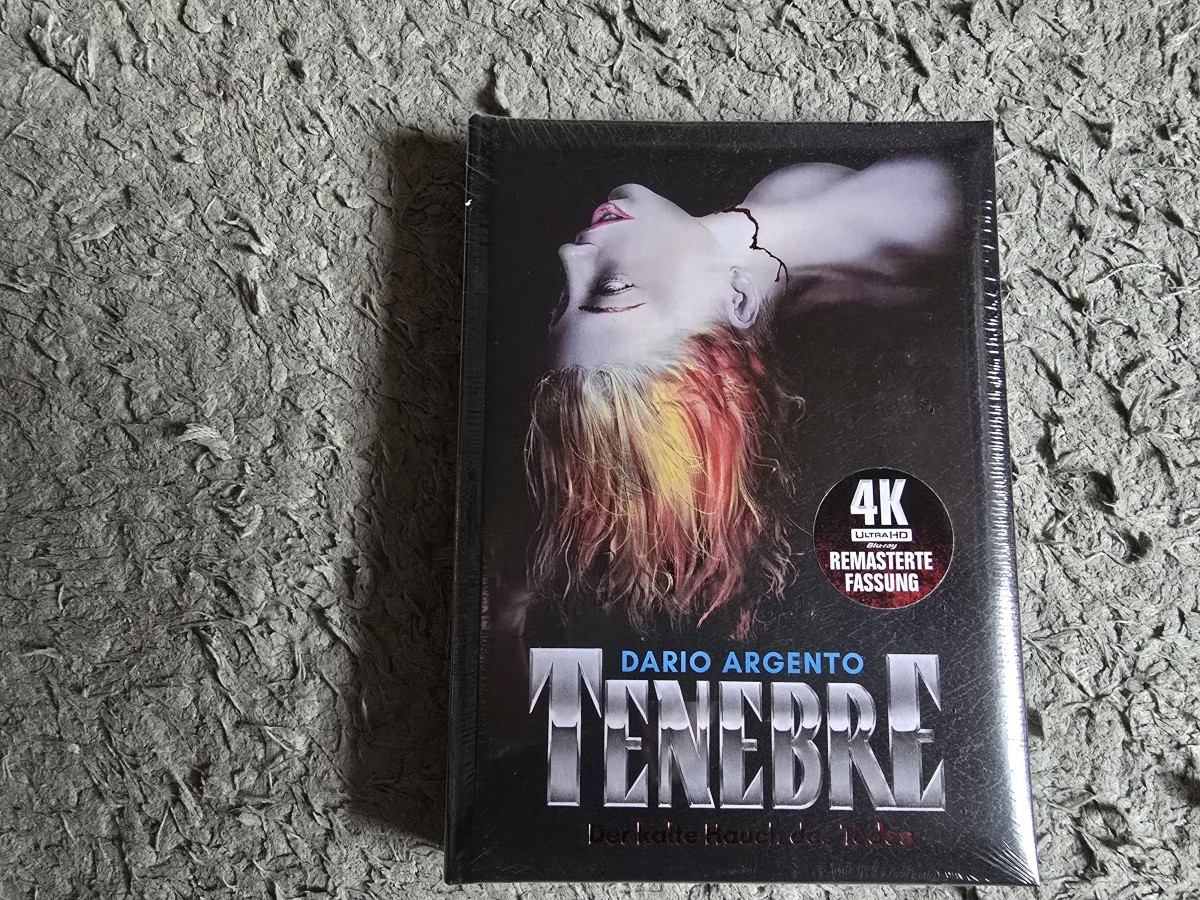 4K
ULTRA HD
Blu-ray
REMASTERTE
FASSUNG
DARIO ARGENTO
TENEBRE
Der kalte Hauch des Todes